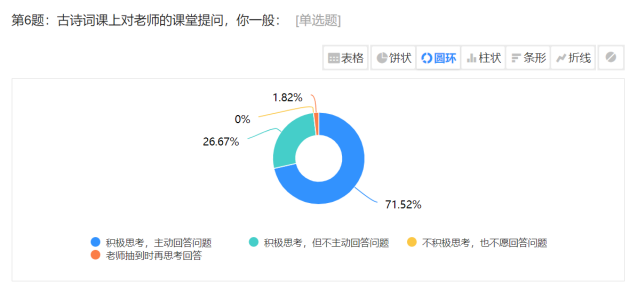 第6题：古诗词课上对老师的课堂提问，你一般： [单选题]
表格 饼状 圆环 柱状 条形 折线
1.82%
0%
26.67%
71.52%
积极思考，主动回答问题 积极思考，但不主动回答问题 不积极思考，也不愿回答问题
老师抽到时再思考回答